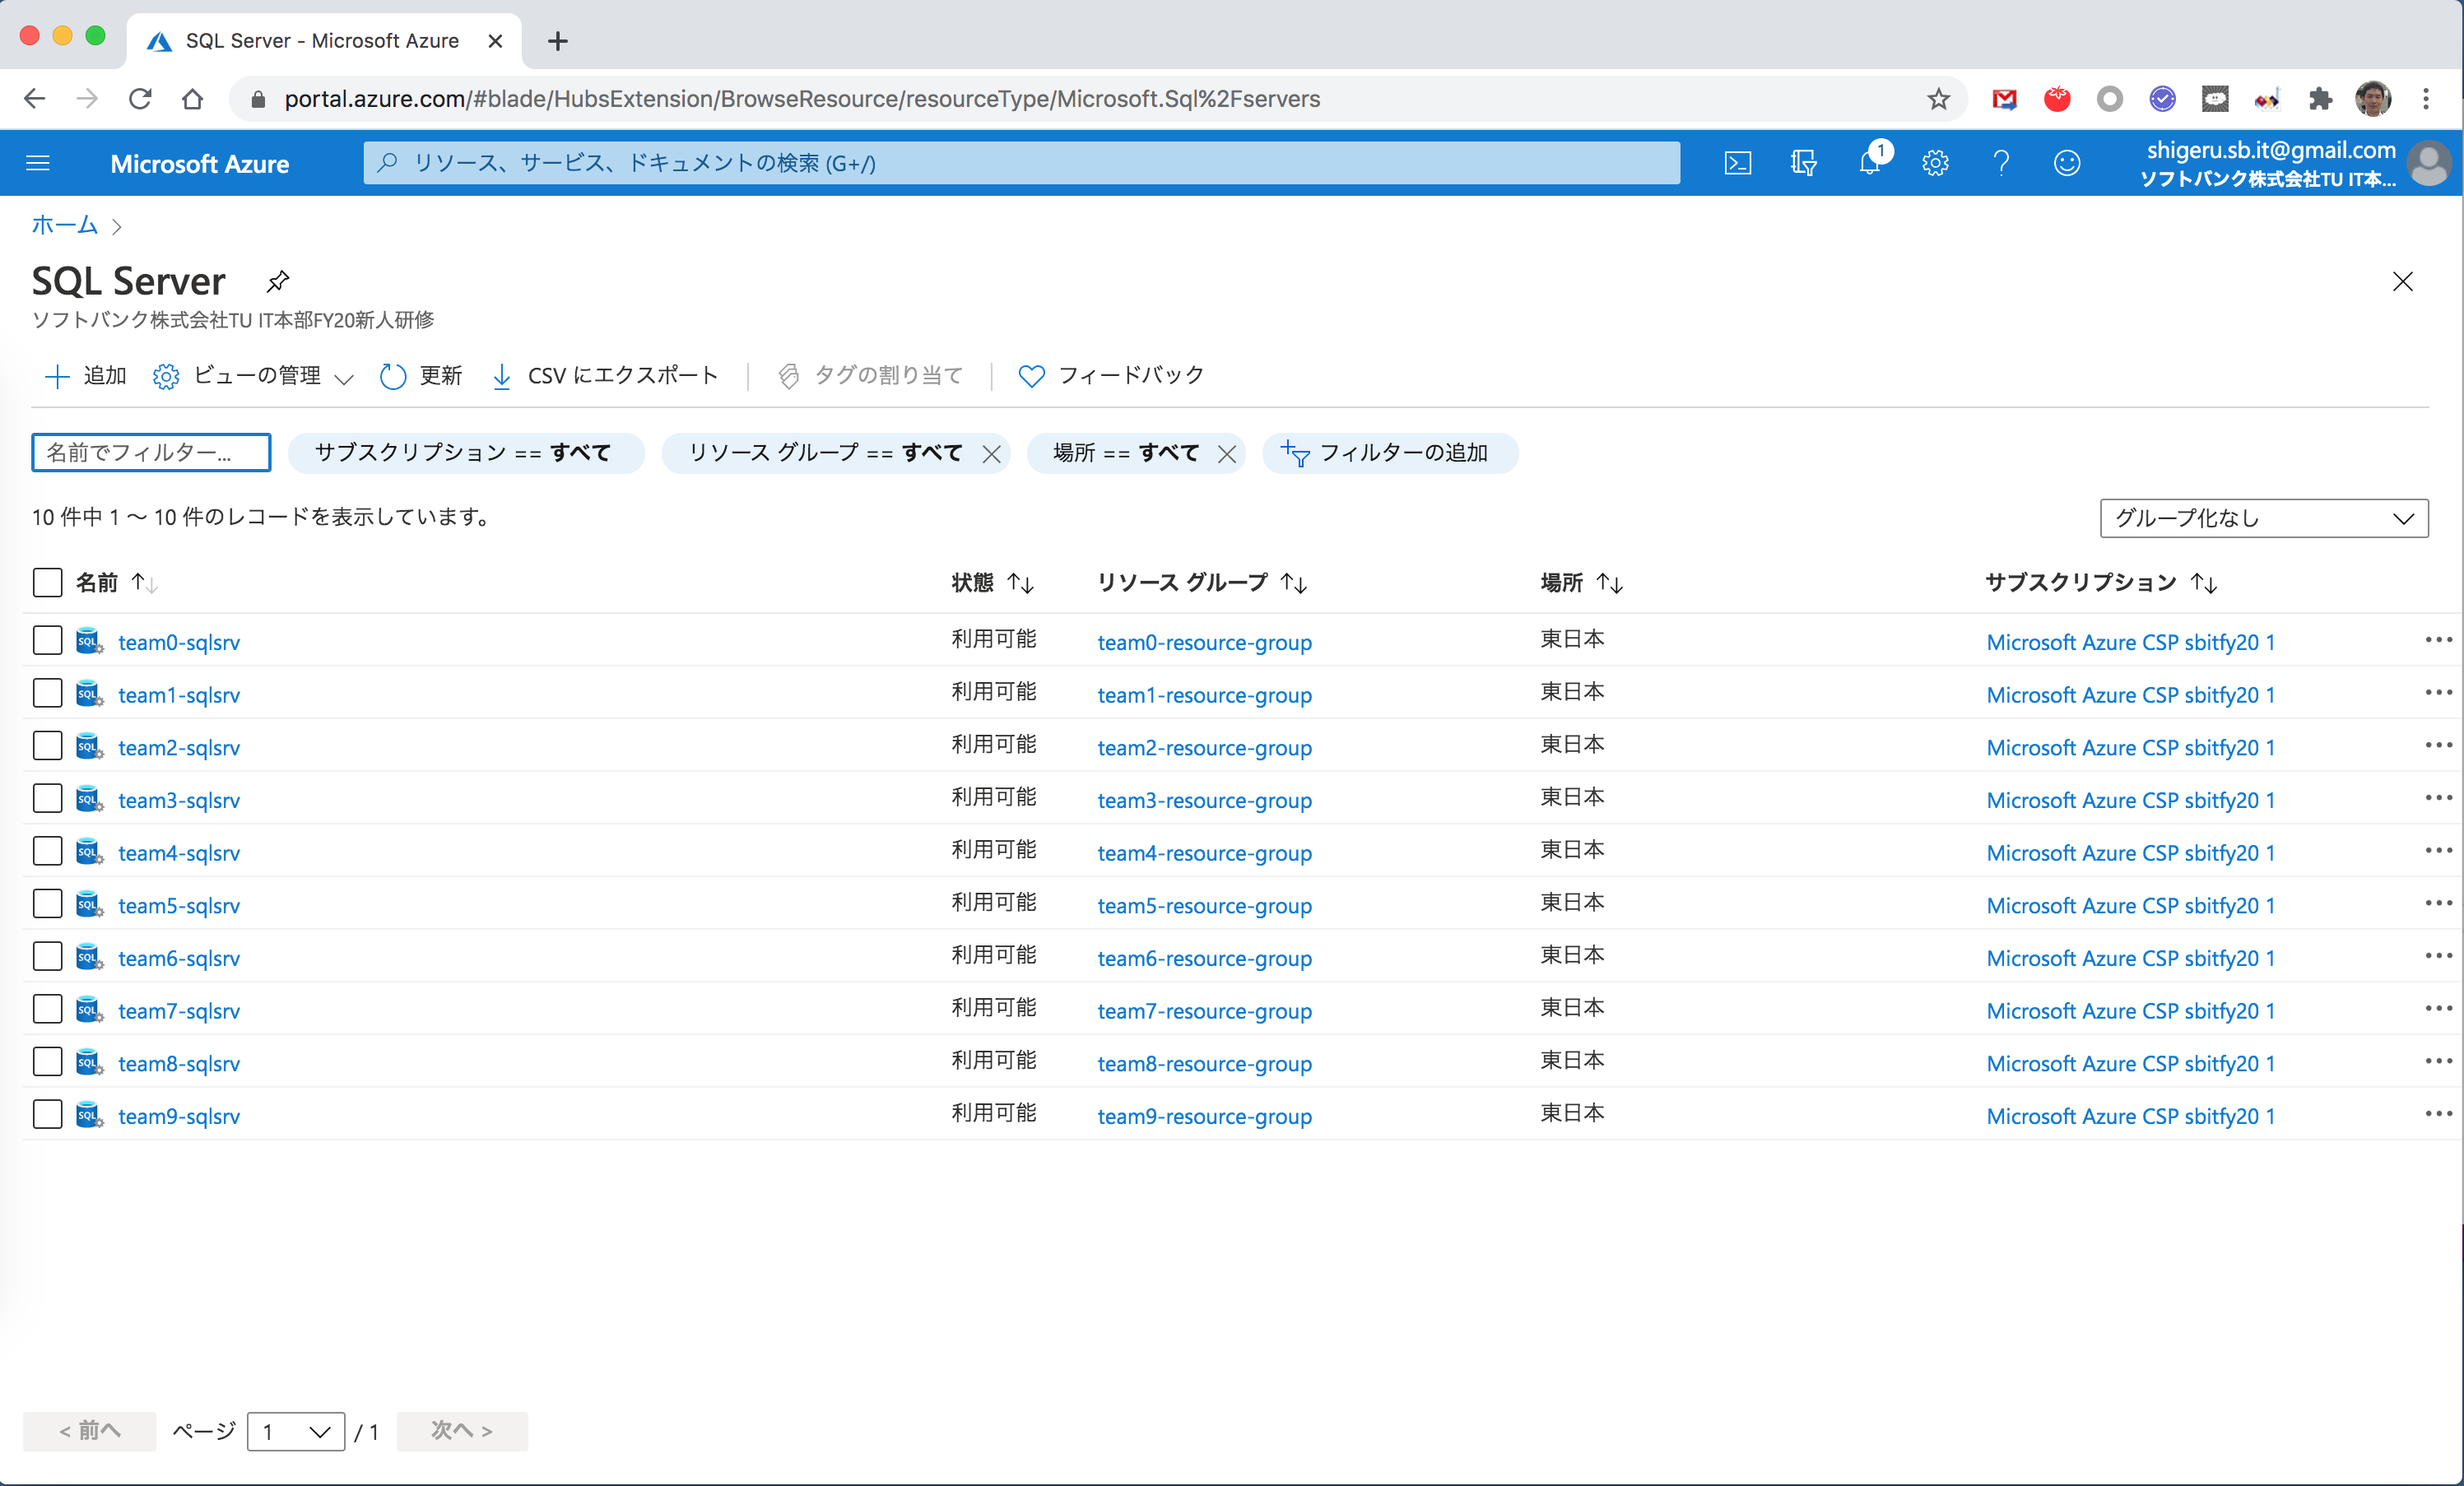 SQL Server - Microsoft Azure
portal.azure.com/#blade/HubsExtension/BrowseResource/resourceType/Microsoft.Sql%2Fservers
Microsoft Azure
リソース、サービス、ドキュメントの検索 (G+/)
1
shigeru.sb.it@gmail.com
ソフトバンク株式会社TU IT本...
ホーム
SQL Server
ソフトバンク株式会社TU IT本部FY20新人研修
追加 ビューの管理 更新 CSV にエクスポート タグの割り当て フィードバック
名前でフィルター... サブスクリプション == すべて リソース グループ == すべて 場所 == すべて フィルターの追加
10 件中 1 ～ 10 件のレコードを表示しています。 グループ化なし
名前 状態 リソース グループ 場所 サブスクリプション
SQL team0-sqlsrv 利用可能 team0-resource-group 東日本 Microsoft Azure CSP sbitfy20 1
SQL team1-sqlsrv 利用可能 team1-resource-group 東日本 Microsoft Azure CSP sbitfy20 1
SQL team2-sqlsrv 利用可能 team2-resource-group 東日本 Microsoft Azure CSP sbitfy20 1
SQL team3-sqlsrv 利用可能 team3-resource-group 東日本 Microsoft Azure CSP sbitfy20 1
SQL team4-sqlsrv 利用可能 team4-resource-group 東日本 Microsoft Azure CSP sbitfy20 1
SQL team5-sqlsrv 利用可能 team5-resource-group 東日本 Microsoft Azure CSP sbitfy20 1
SQL team6-sqlsrv 利用可能 team6-resource-group 東日本 Microsoft Azure CSP sbitfy20 1
SQL team7-sqlsrv 利用可能 team7-resource-group 東日本 Microsoft Azure CSP sbitfy20 1
SQL team8-sqlsrv 利用可能 team8-resource-group 東日本 Microsoft Azure CSP sbitfy20 1
SQL team9-sqlsrv 利用可能 team9-resource-group 東日本 Microsoft Azure CSP sbitfy20 1
< 前へ ページ 1 / 1 次へ >